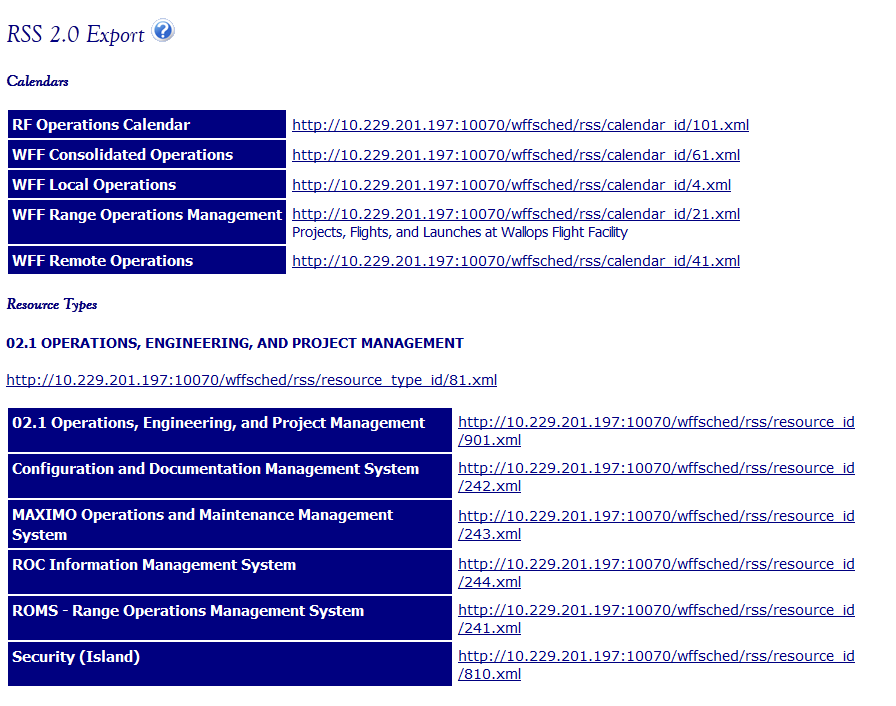 RSS 2.0 Export ?
Calendars
RF Operations Calendar http://10.229.201.197:10070/wffsched/rss/calendar_id/101.xml
WFF Consolidated Operations http://10.229.201.197:10070/wffsched/rss/calendar_id/61.xml
WFF Local Operations http://10.229.201.197:10070/wffsched/rss/calendar_id/4.xml
WFF Range Operations Management http://10.229.201.197:10070/wffsched/rss/calendar_id/21.xml
Projects, Flights, and Launches at Wallops Flight Facility
WFF Remote Operations http://10.229.201.197:10070/wffsched/rss/calendar_id/41.xml
Resource Types
02.1 OPERATIONS, ENGINEERING, AND PROJECT MANAGEMENT
http://10.229.201.197:10070/wffsched/rss/resource_type_id/81.xml
02.1 Operations, Engineering, and Project Management http://10.229.201.197:10070/wffsched/rss/resource_id
/901.xml
Configuration and Documentation Management System http://10.229.201.197:10070/wffsched/rss/resource_id
/242.xml
MAXIMO Operations and Maintenance Management http://10.229.201.197:10070/wffsched/rss/resource_id
System /243.xml
ROC Information Management System http://10.229.201.197:10070/wffsched/rss/resource_id
/244.xml
ROMS - Range Operations Management System http://10.229.201.197:10070/wffsched/rss/resource_id
/241.xml
Security (Island) http://10.229.201.197:10070/wffsched/rss/resource_id
/810.xml